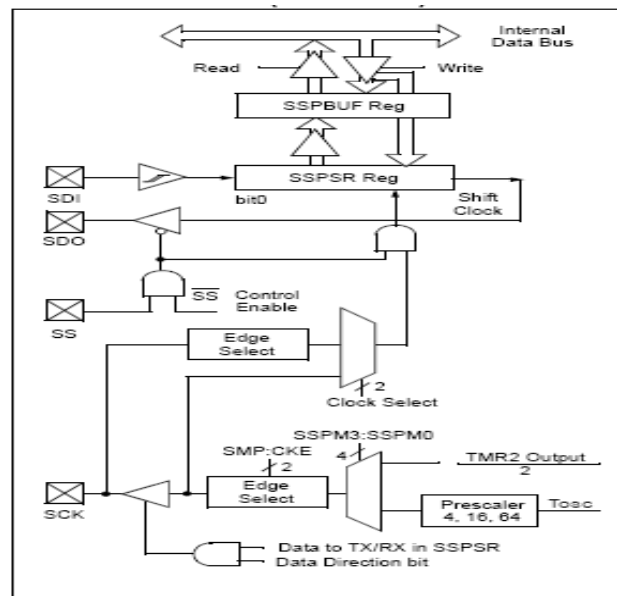 Internal
Data Bus
Read
Write
SSPBUF Reg
SSPSR Reg
SDI
bit0
Shift
Clock
SDO
SS
Control
Enable
SS
Edge
Select
2
Clock Select
SSPM3:SSPM0
SMP:CKE
4
TMR2 Output
2
2
Edge
Select
Prescaler
4, 16, 64
Tosc
SCK
Data to TX/RX in SSPSR
Data Direction bit